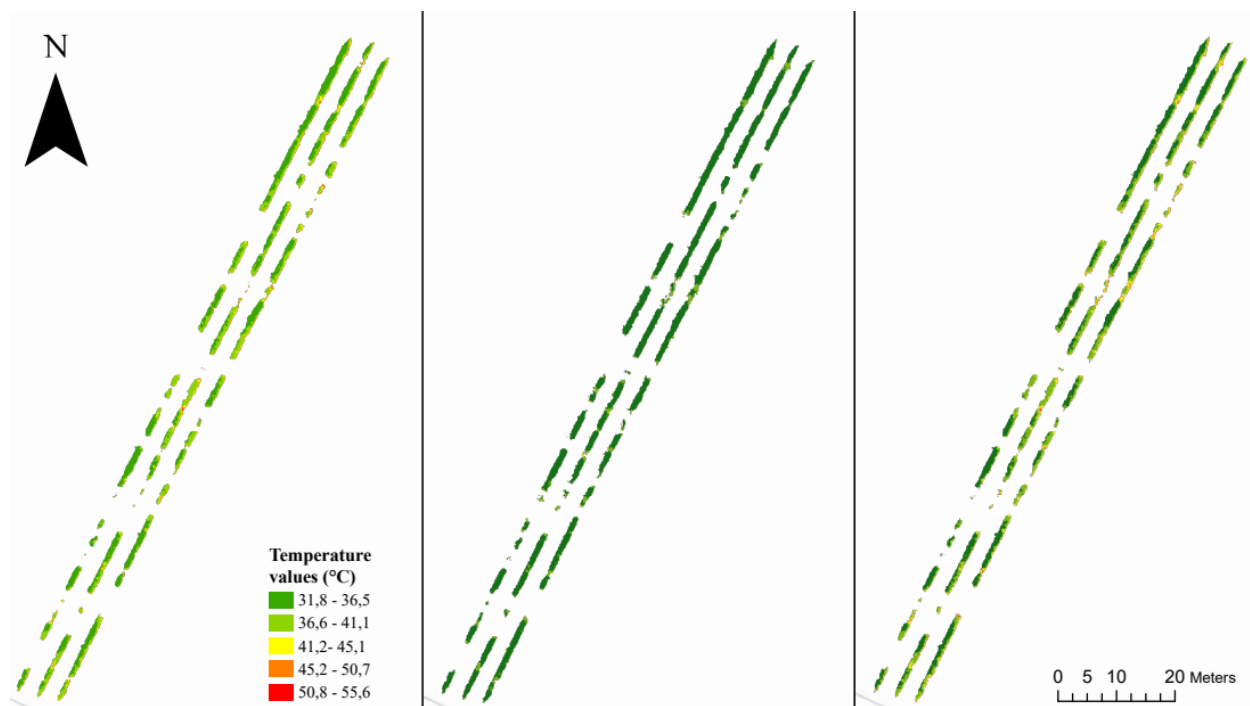 N
Temperature
values (°C)
31,8 - 36,5
36,6 - 41,1
41,2- 45,1
45,2 - 50,7
50,8 - 55,6
0 5 10 20 Meters